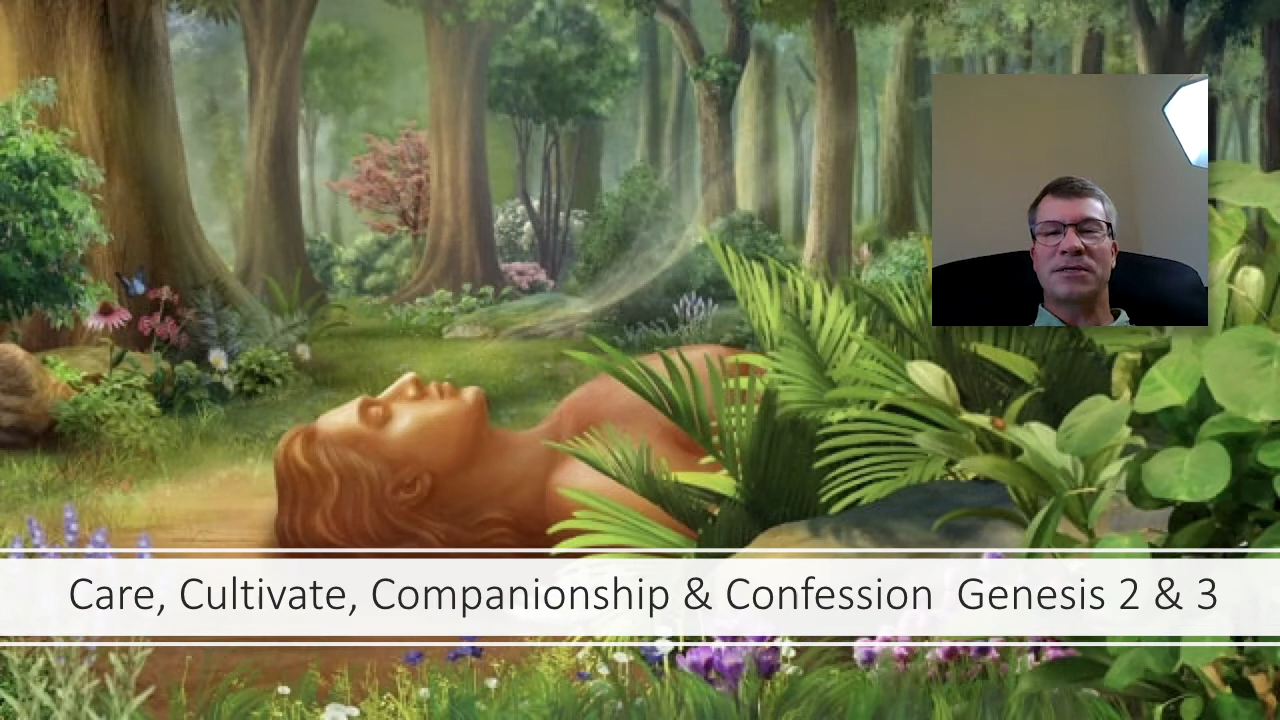 Care, Cultivate, Companionship & Confession  Genesis 2 & 3